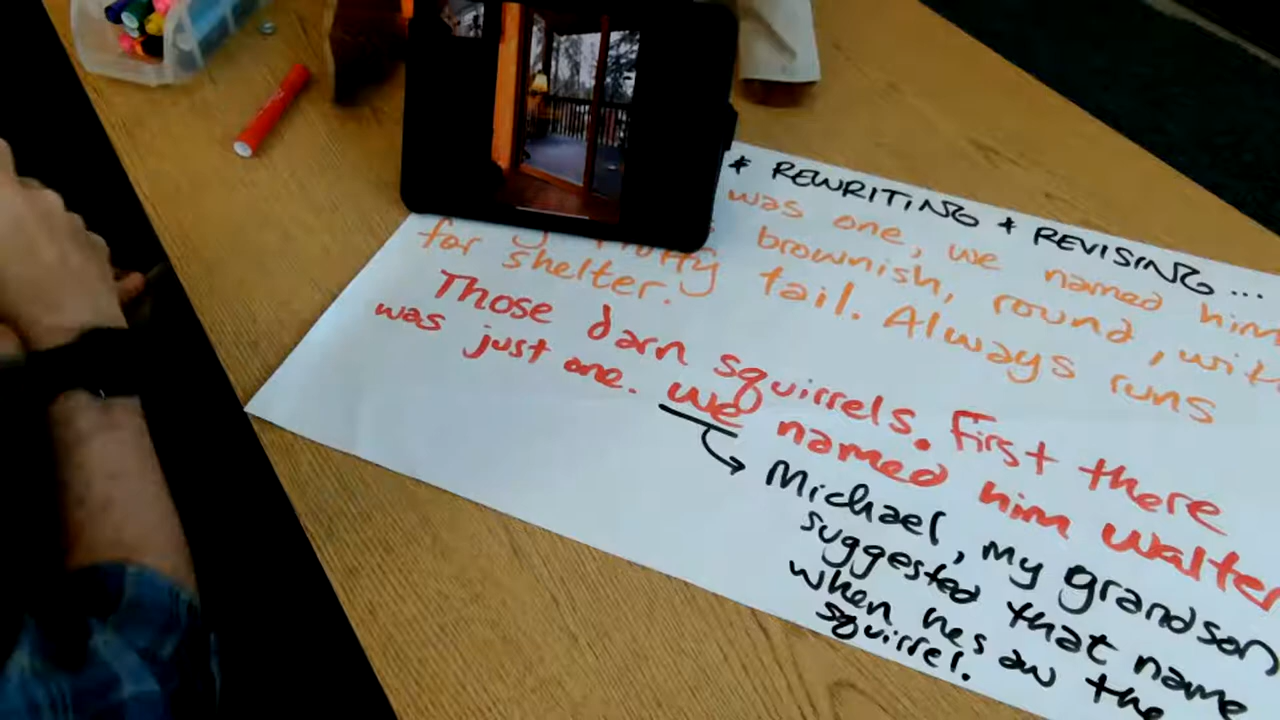 * REWRITING & REVISING...
was one, we named him
brownish, round, with
fluffy tail. Always runs
for shelter.
Those darn squirrels. First there
was just one. we named him walter
Michael, my grandson
suggested that name
when he saw the
squirrel.